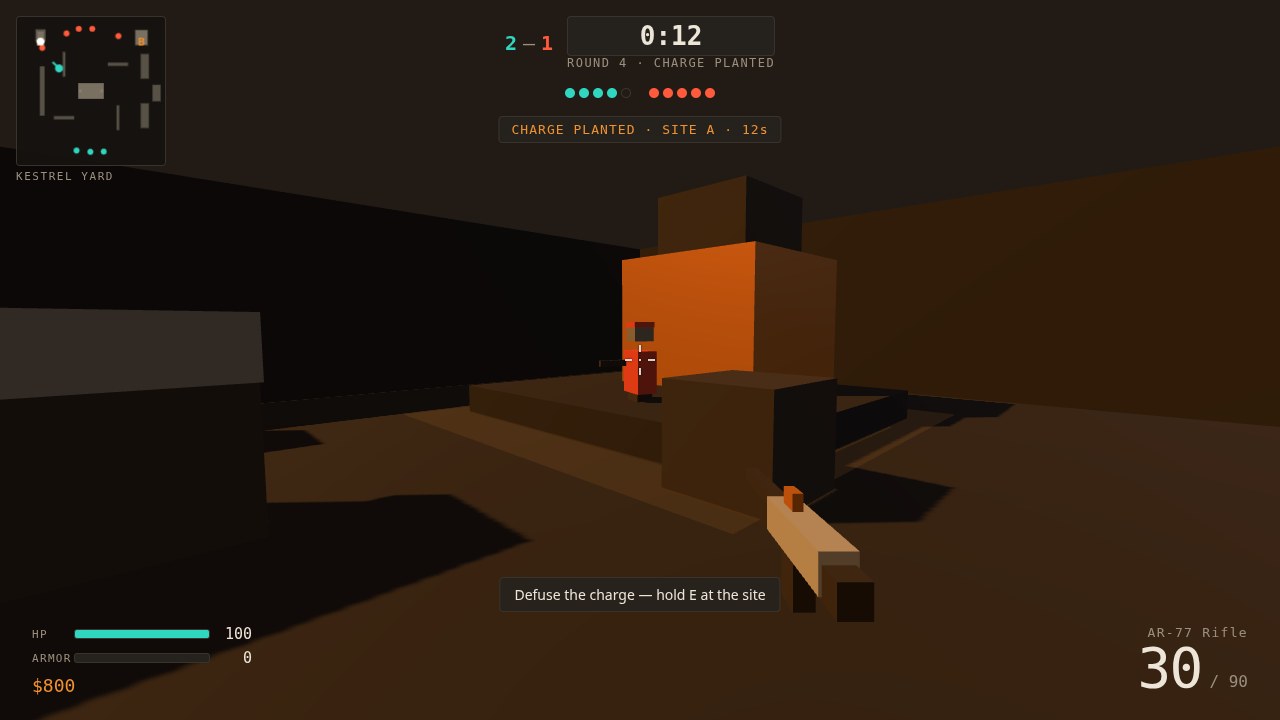 B
KESTREL YARD
2 — 1
0:12
ROUND 4 · CHARGE PLANTED
CHARGE PLANTED · SITE A · 12s
Defuse the charge — hold E at the site
HP 100
ARMOR 0
$800
AR-77 Rifle
30 / 90